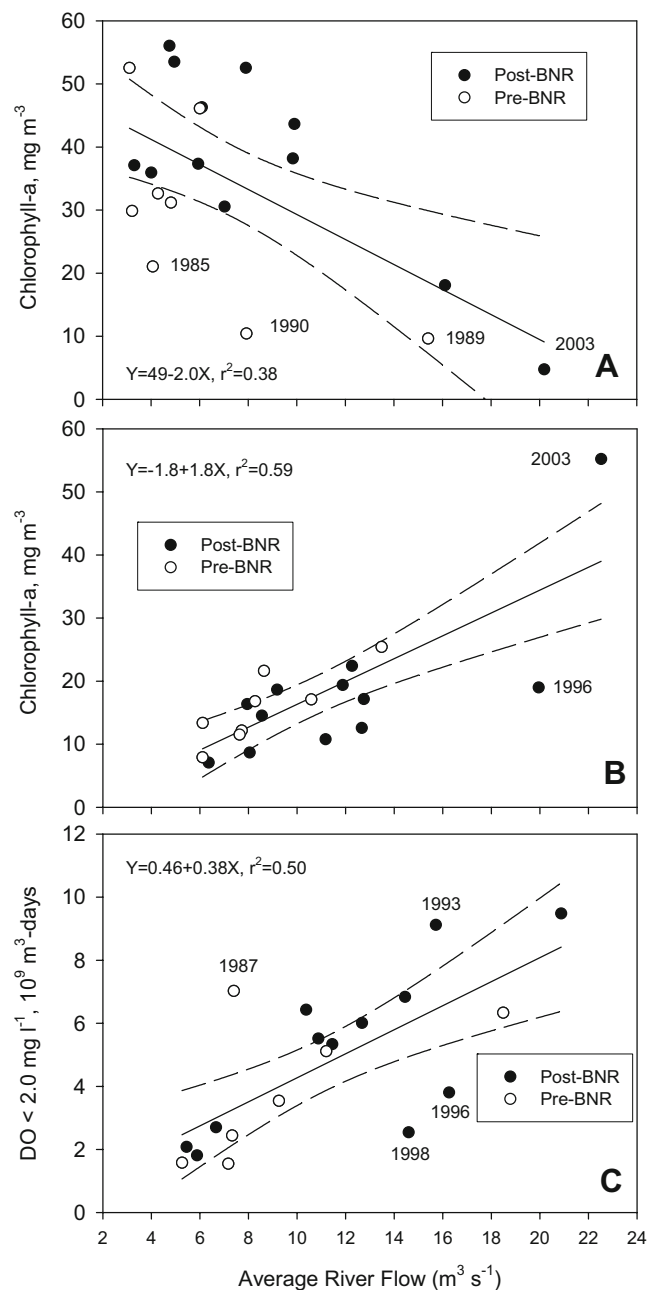 60
50
40
30
20
10
0
Chlorophyll-a, mg m⁻³
Post-BNR
Pre-BNR
1985
1990
1989
2003
Y=49-2.0X, r²=0.38
A
60
50
40
30
20
10
0
Chlorophyll-a, mg m⁻³
Y=-1.8+1.8X, r²=0.59
2003
Post-BNR
Pre-BNR
1996
B
12
10
8
6
4
2
0
DO < 2.0 mg l⁻¹, 10⁹ m³-days
Y=0.46+0.38X, r²=0.50
1993
1987
Post-BNR
Pre-BNR
1996
1998
C
2 4 6 8 10 12 14 16 18 20 22 24
Average River Flow (m³ s⁻¹)